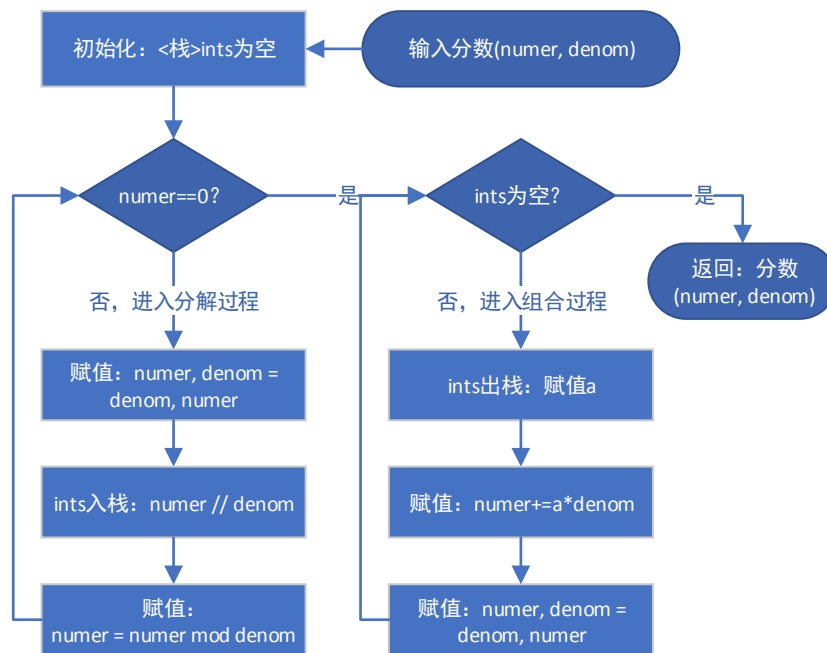 初始化：<栈>ints为空
输入分数(numer, denom)
numer==0？
是
ints为空？
是
返回：分数
(numer, denom)
否，进入分解过程
否，进入组合过程
赋值：numer, denom =
denom, numer
ints出栈：赋值a
ints入栈：numer // denom
赋值：numer+=a*denom
赋值：
numer = numer mod denom
赋值：numer, denom =
denom, numer